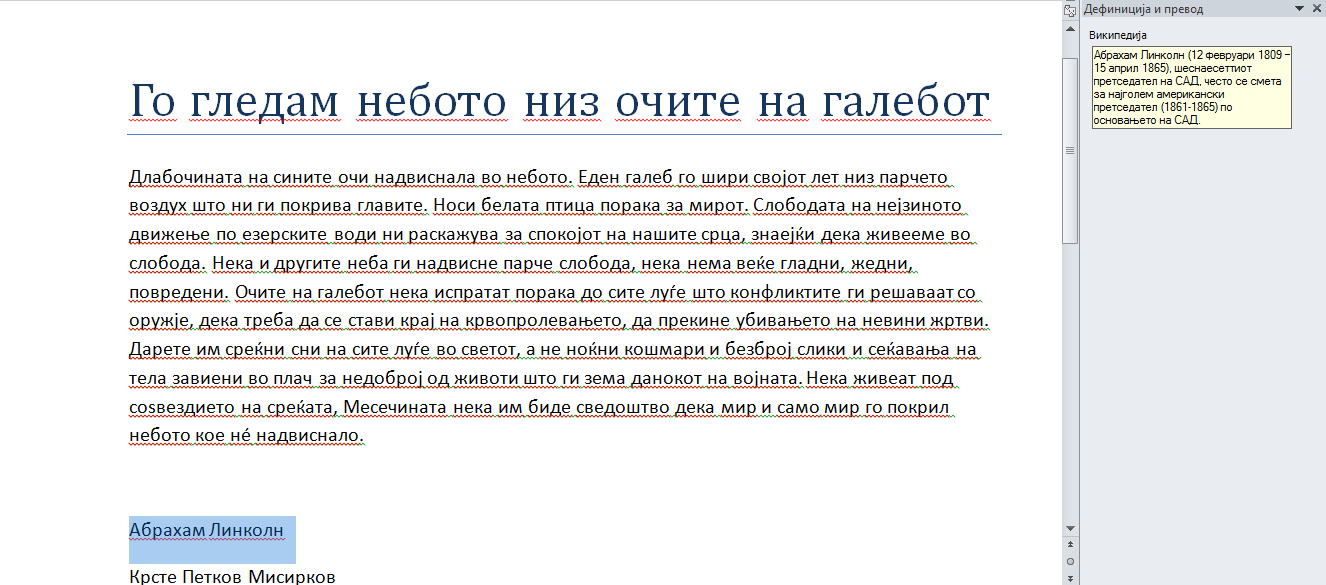 Го гледам небото низ очите на галебот
Длабочината на сините очи надвиснала во небото. Еден галеб го шири својот лет низ парчето
воздух што ни ги покрива главите. Носи белата птица порака за мирот. Слободата на нејзиното
движење по езерските води ни раскажува за спокојот на нашите срца, знаејќи дека живееме во
слобода. Нека и другите неба ги надвисне парче слобода, нека нема веќе гладни, жедни,
повредени. Очите на галебот нека испратат порака до сите луѓе што конфликтите ги решаваат со
оружје, дека треба да се стави крај на крвопролевањето, да прекине убивањето на невини жртви.
Дарете им среќни сни на сите луѓе во светот, а не ноќни кошмари и безброј слики и сеќавања на
тела завиени во плач за недоброј од животи што ги зема данокот на војната. Нека живеат под
соѕвездието на среќата, Месечината нека им биде сведоштво дека мир и само мир го покрил
небото кое нé надвиснало.
Абрахам Линколн
Крсте Петков Мисирков
Дефиниција и превод
Википедија
Абрахам Линколн (12 февруари 1809 –
15 април 1865), шеснаесеттиот
претседател на САД, често се смета
за најголем американски
претседател (1861-1865) по
основањето на САД.